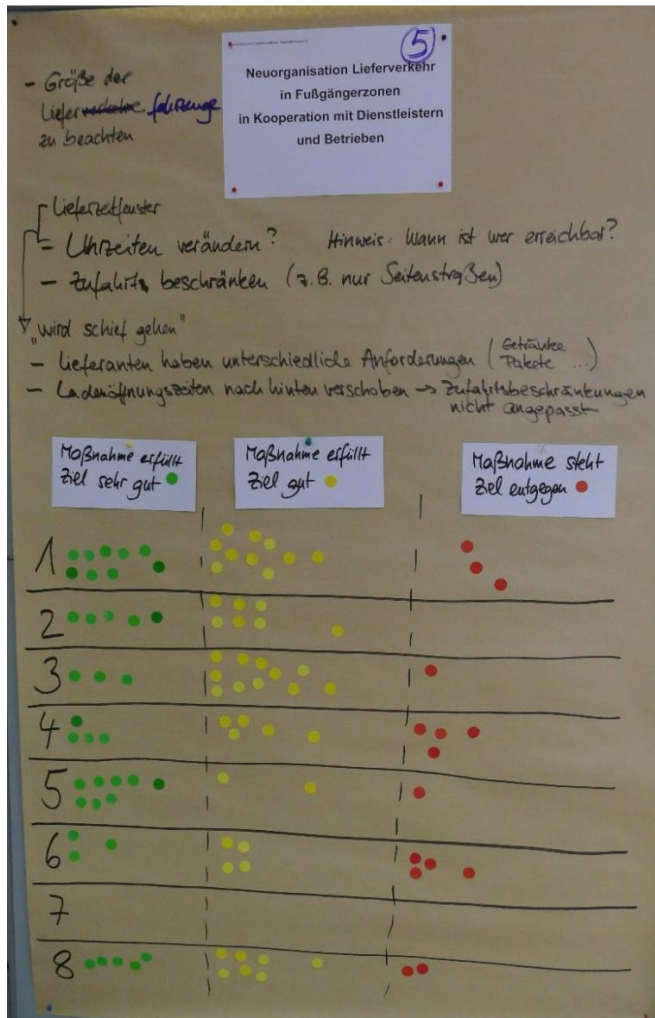 5
Neuorganisation Lieferverkehr
in Fußgängerzonen
in Kooperation mit Dienstleistern
und Betrieben
- Größe der
Lieferverkehre fahrzeuge
zu beachten
Lieferzeitfenster
- Uhrzeiten verändern? Hinweis: Wann ist wer erreichbar?
- Zufahrt beschränken (z.B. nur Seitenstraßen)
"wird schief gehen"
- Lieferanten haben unterschiedliche Anforderungen (Getränke
Pakete ...)
- Ladenöffnungszeiten nach hinten verschoben → Zufahrtsbeschränkungen
nicht angepasst
Maßnahme erfüllt
Ziel sehr gut
Maßnahme erfüllt
Ziel gut
Maßnahme steht
Ziel entgegen
1
2
3
4
5
6
7
8